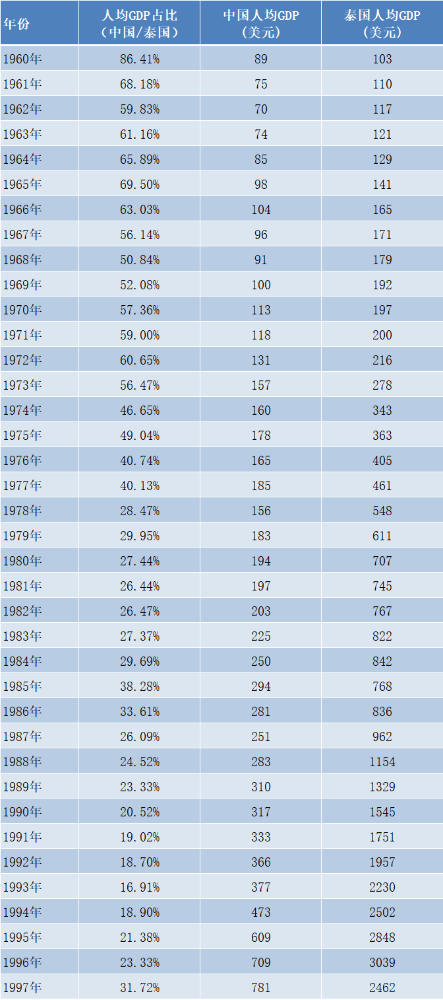 年份 人均GDP占比（中国/泰国） 中国人均GDP(美元) 泰国人均GDP(美元)
1960年 86.41% 89 103
1961年 68.18% 75 110
1962年 59.83% 70 117
1963年 61.16% 74 121
1964年 65.89% 85 129
1965年 69.50% 98 141
1966年 63.03% 104 165
1967年 56.14% 96 171
1968年 50.84% 91 179
1969年 52.08% 100 192
1970年 57.36% 113 197
1971年 59.00% 118 200
1972年 60.65% 131 216
1973年 56.47% 157 278
1974年 46.65% 160 343
1975年 49.04% 178 363
1976年 40.74% 165 405
1977年 40.13% 185 461
1978年 28.47% 156 548
1979年 29.95% 183 611
1980年 27.44% 194 707
1981年 26.44% 197 745
1982年 26.47% 203 767
1983年 27.37% 225 822
1984年 29.69% 250 842
1985年 38.28% 294 768
1986年 33.61% 281 836
1987年 26.09% 251 962
1988年 24.52% 283 1154
1989年 23.33% 310 1329
1990年 20.52% 317 1545
1991年 19.02% 333 1751
1992年 18.70% 366 1957
1993年 16.91% 377 2230
1994年 18.90% 473 2502
1995年 21.38% 609 2848
1996年 23.33% 709 3039
1997年 31.72% 781 2462